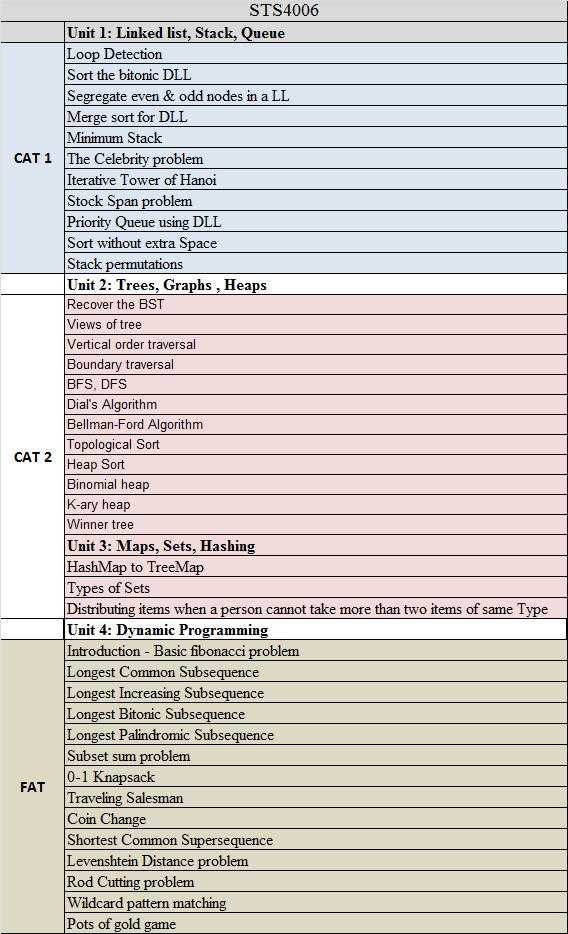 STS4006
Unit 1: Linked list, Stack, Queue
CAT 1
Loop Detection
Sort the bitonic DLL
Segregate even & odd nodes in a LL
Merge sort for DLL
Minimum Stack
The Celebrity problem
Iterative Tower of Hanoi
Stock Span problem
Priority Queue using DLL
Sort without extra Space
Stack permutations
Unit 2: Trees, Graphs , Heaps
CAT 2
Recover the BST
Views of tree
Vertical order traversal
Boundary traversal
BFS, DFS
Dial's Algorithm
Bellman-Ford Algorithm
Topological Sort
Heap Sort
Binomial heap
K-ary heap
Winner tree
Unit 3: Maps, Sets, Hashing
HashMap to TreeMap
Types of Sets
Distributing items when a person cannot take more than two items of same Type
Unit 4: Dynamic Programming
FAT
Introduction - Basic fibonacci problem
Longest Common Subsequence
Longest Increasing Subsequence
Longest Bitonic Subsequence
Longest Palindromic Subsequence
Subset sum problem
0-1 Knapsack
Traveling Salesman
Coin Change
Shortest Common Supersequence
Levenshtein Distance problem
Rod Cutting problem
Wildcard pattern matching
Pots of gold game